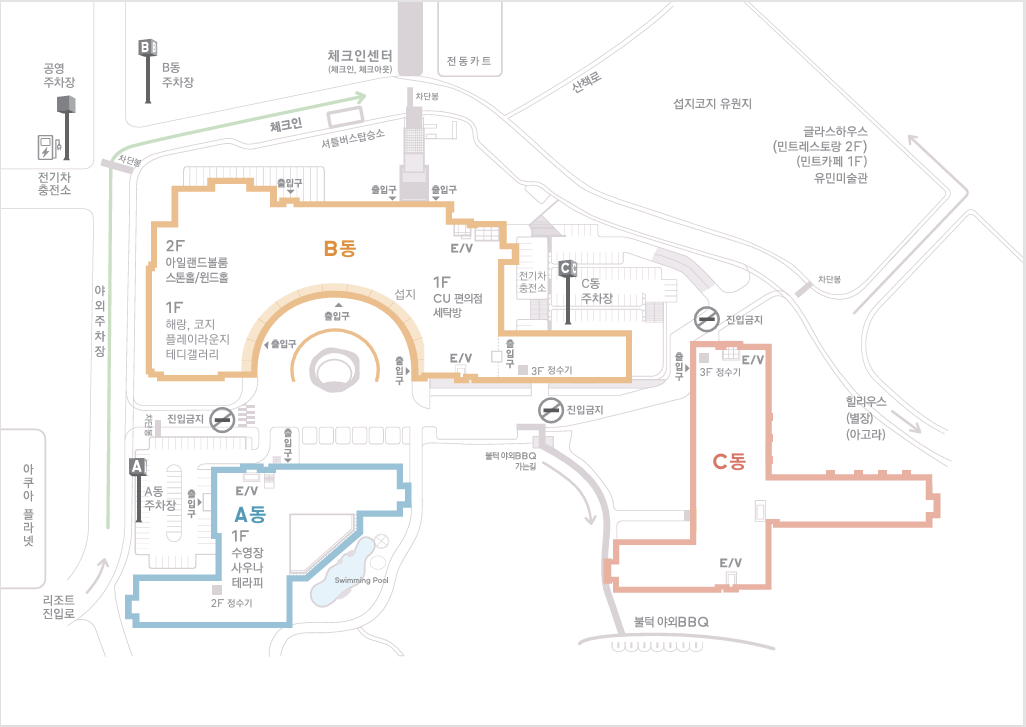 체크인센터
(체크인, 체크아웃)
전동카트
B
B동
주차장
공영
주차장
산책로
섭지코지 유원지
차단봉
체크인
셔틀버스탑승소
글라스하우스
(민트레스토랑 2F)
(민트카페 1F)
유민미술관
차단봉
전기차
충전소
출입구
출입구
출입구
B동
E/V
2F
아일랜드볼룸
스톤홀/윈드홀
1F
CU 편의점
세탁방
섭지
전기차
충전소
C
C동
주차장
차단봉
야외주차장
1F
해랑, 코지
플레이라운지
테디갤러리
출입구
출입구
출입구
E/V
출입구
3F 정수기
진입금지
출입구
E/V
3F 정수기
힐리우스
(별장)
(아고라)
차단봉
진입금지
진입금지
출입구
불턱 야외BBQ
가는길
C동
아쿠아 플라넷
A
A동
주차장
출입구
E/V
A동
1F
수영장
사우나
테라피
2F 정수기
Swimming Pool
E/V
리조트
진입로
불턱 야외BBQ